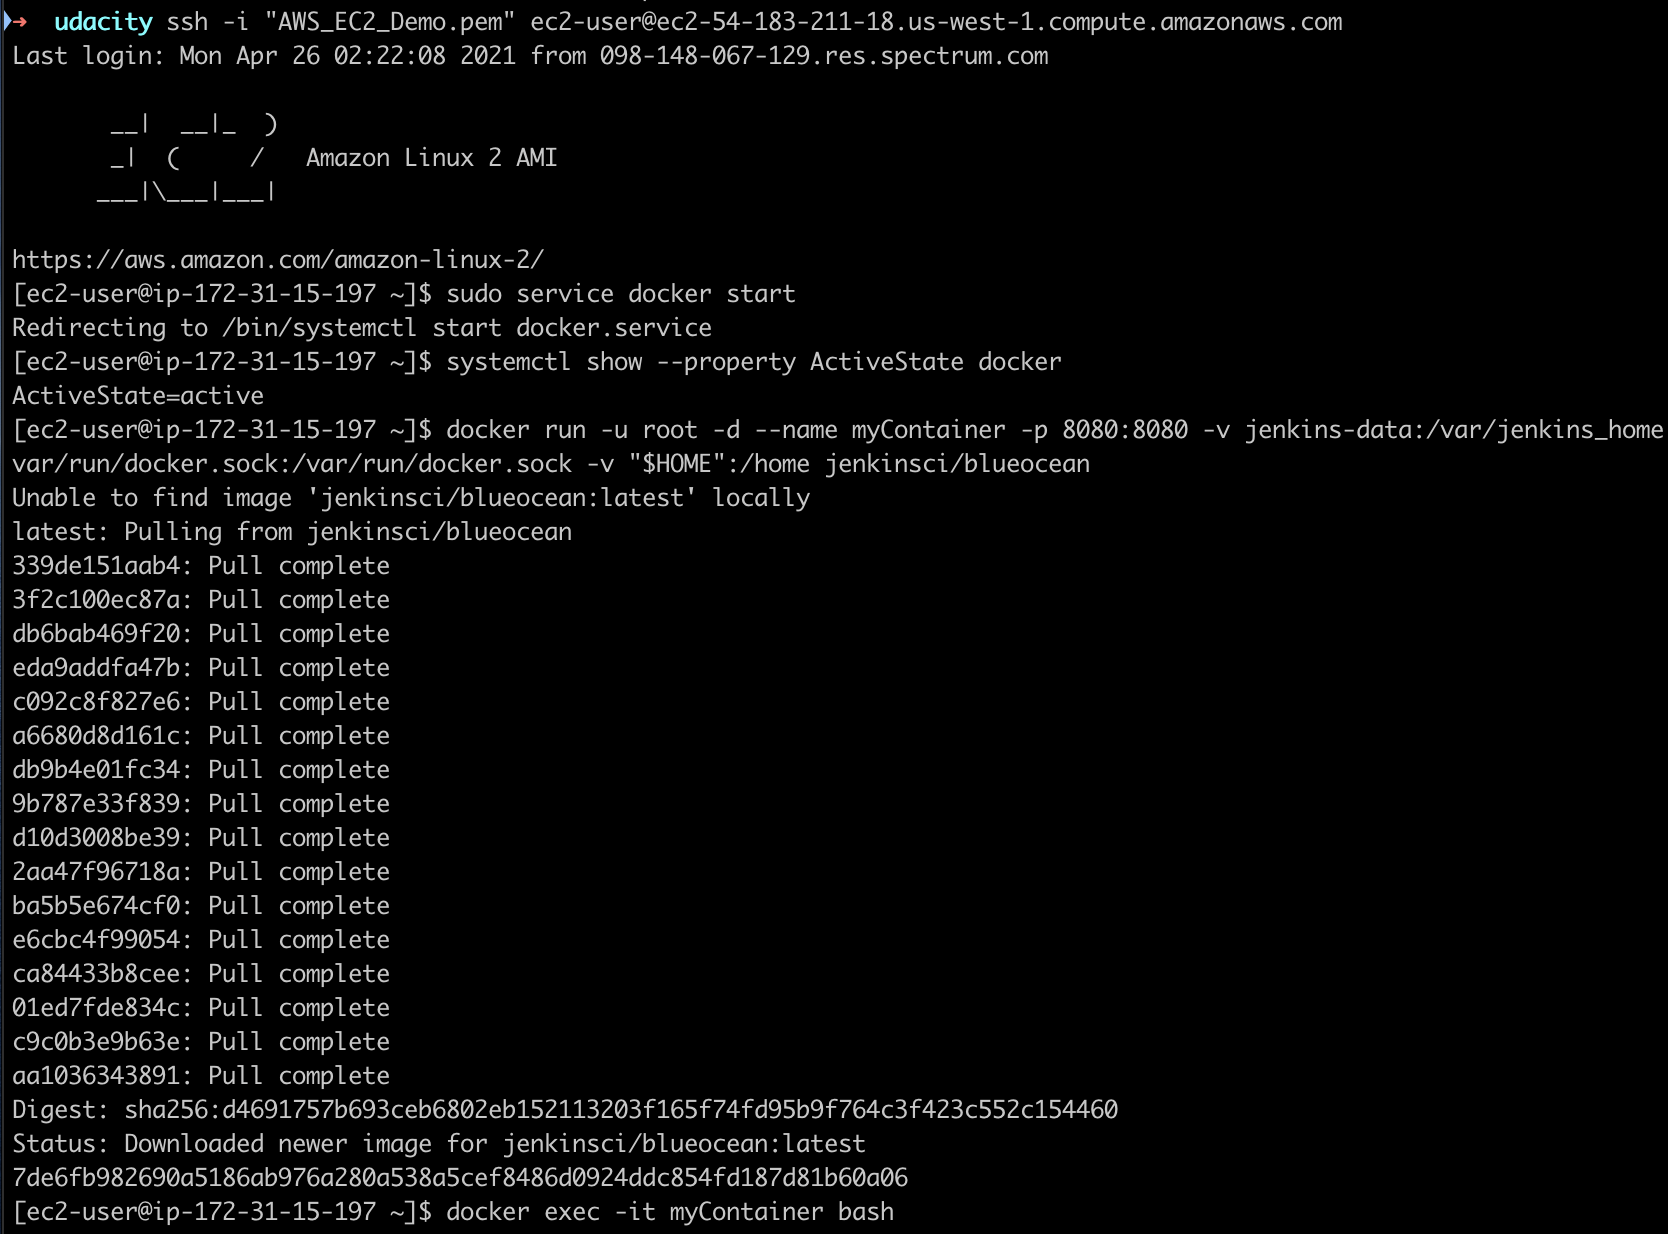 ➜  udacity ssh -i "AWS_EC2_Demo.pem" ec2-user@ec2-54-183-211-18.us-west-1.compute.amazonaws.com
Last login: Mon Apr 26 02:22:08 2021 from 098-148-067-129.res.spectrum.com

       __|  __|_  )
       _|  (     /   Amazon Linux 2 AMI
      ___|\___|___|

https://aws.amazon.com/amazon-linux-2/
[ec2-user@ip-172-31-15-197 ~]$ sudo service docker start
Redirecting to /bin/systemctl start docker.service
[ec2-user@ip-172-31-15-197 ~]$ systemctl show --property ActiveState docker
ActiveState=active
[ec2-user@ip-172-31-15-197 ~]$ docker run -u root -d --name myContainer -p 8080:8080 -v jenkins-data:/var/jenkins_home
var/run/docker.sock:/var/run/docker.sock -v "$HOME":/home jenkinsci/blueocean
Unable to find image 'jenkinsci/blueocean:latest' locally
latest: Pulling from jenkinsci/blueocean
339de151aab4: Pull complete
3f2c100ec87a: Pull complete
db6bab469f20: Pull complete
eda9addfa47b: Pull complete
c092c8f827e6: Pull complete
a6680d8d161c: Pull complete
db9b4e01fc34: Pull complete
9b787e33f839: Pull complete
d10d3008be39: Pull complete
2aa47f96718a: Pull complete
ba5b5e674cf0: Pull complete
e6cbc4f99054: Pull complete
ca84433b8cee: Pull complete
01ed7fde834c: Pull complete
c9c0b3e9b63e: Pull complete
aa1036343891: Pull complete
Digest: sha256:d4691757b693ceb6802eb152113203f165f74fd95b9f764c3f423c552c154460
Status: Downloaded newer image for jenkinsci/blueocean:latest
7de6fb982690a5186ab976a280a538a5cef8486d0924ddc854fd187d81b60a06
[ec2-user@ip-172-31-15-197 ~]$ docker exec -it myContainer bash